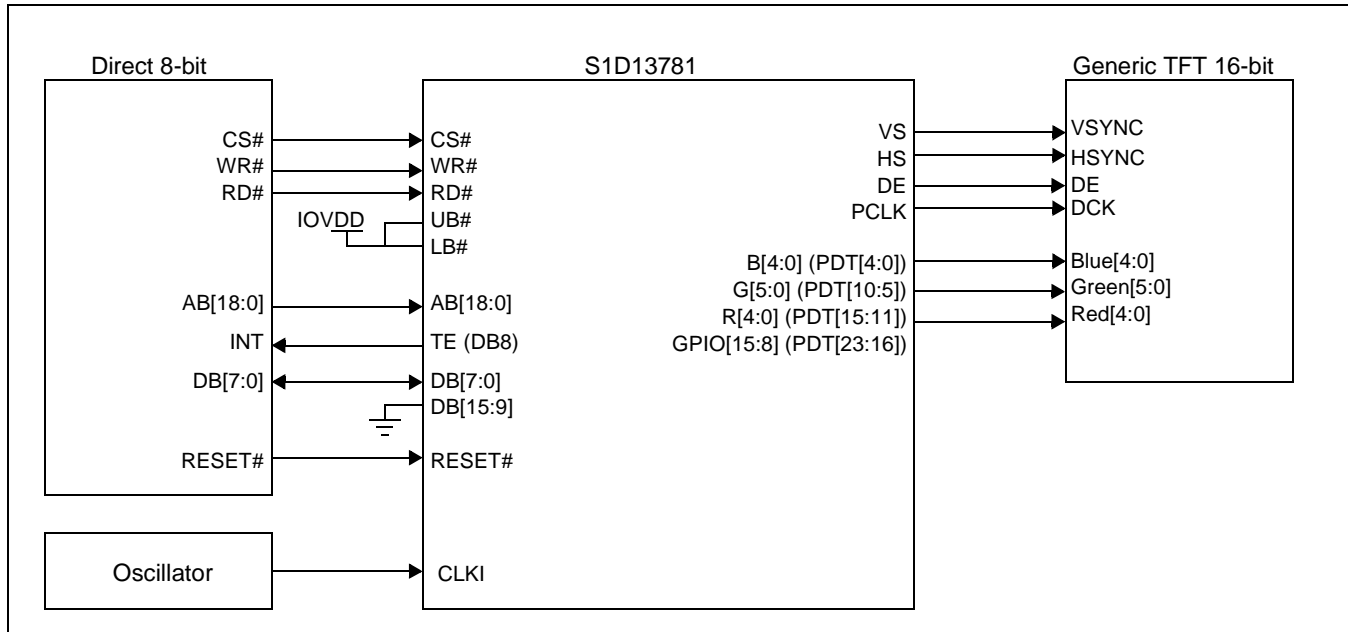 Direct 8-bit
CS#
WR#
RD#
AB[18:0]
INT
DB[7:0]
RESET#
Oscillator
IOVDD
S1D13781
CS#
WR#
RD#
UB#
LB#
AB[18:0]
TE (DB8)
DB[7:0]
DB[15:9]
RESET#
CLKI
VS
HS
DE
PCLK
B[4:0] (PDT[4:0])
G[5:0] (PDT[10:5])
R[4:0] (PDT[15:11])
GPIO[15:8] (PDT[23:16])
Generic TFT 16-bit
VSYNC
HSYNC
DE
DCK
Blue[4:0]
Green[5:0]
Red[4:0]